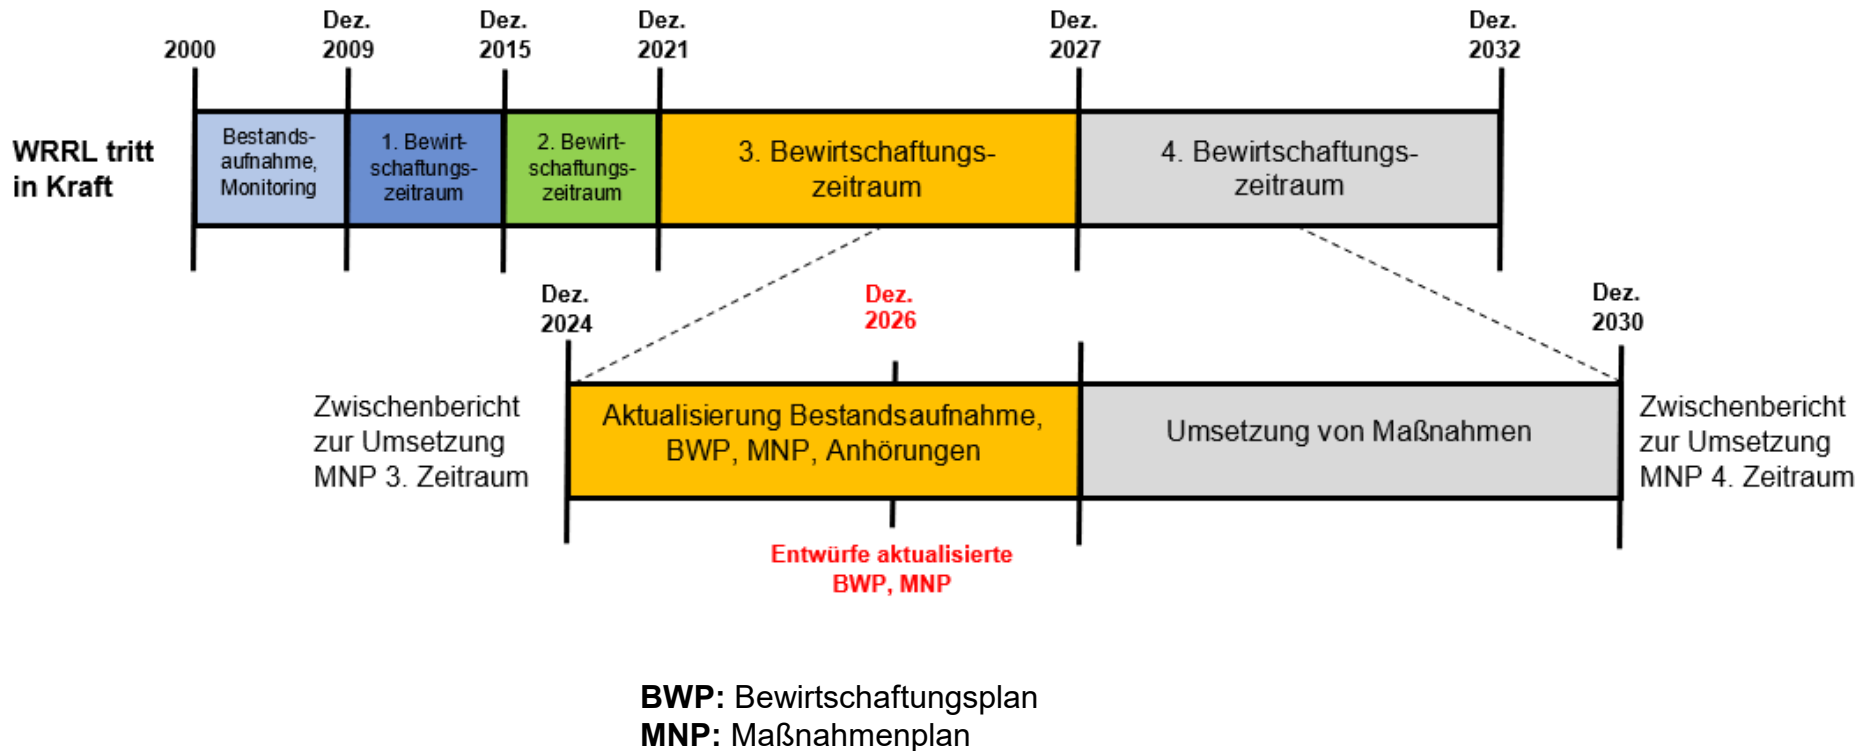 2000
Dez.
2009
Dez.
2015
Dez.
2021
Dez.
2027
Dez.
2032
WRRL tritt
in Kraft
Bestands-
aufnahme,
Monitoring
1. Bewirt-
schaftungs-
zeitraum
2. Bewirt-
schaftungs-
zeitraum
3. Bewirtschaftungs-
zeitraum
4. Bewirtschaftungs-
zeitraum
Dez.
2024
Dez.
2026
Dez.
2030
Zwischenbericht
zur Umsetzung
MNP 3. Zeitraum
Aktualisierung Bestandsaufnahme,
BWP, MNP, Anhörungen
Umsetzung von Maßnahmen
Zwischenbericht
zur Umsetzung
MNP 4. Zeitraum
Entwürfe aktualisierte
BWP, MNP
BWP: Bewirtschaftungsplan
MNP: Maßnahmenplan